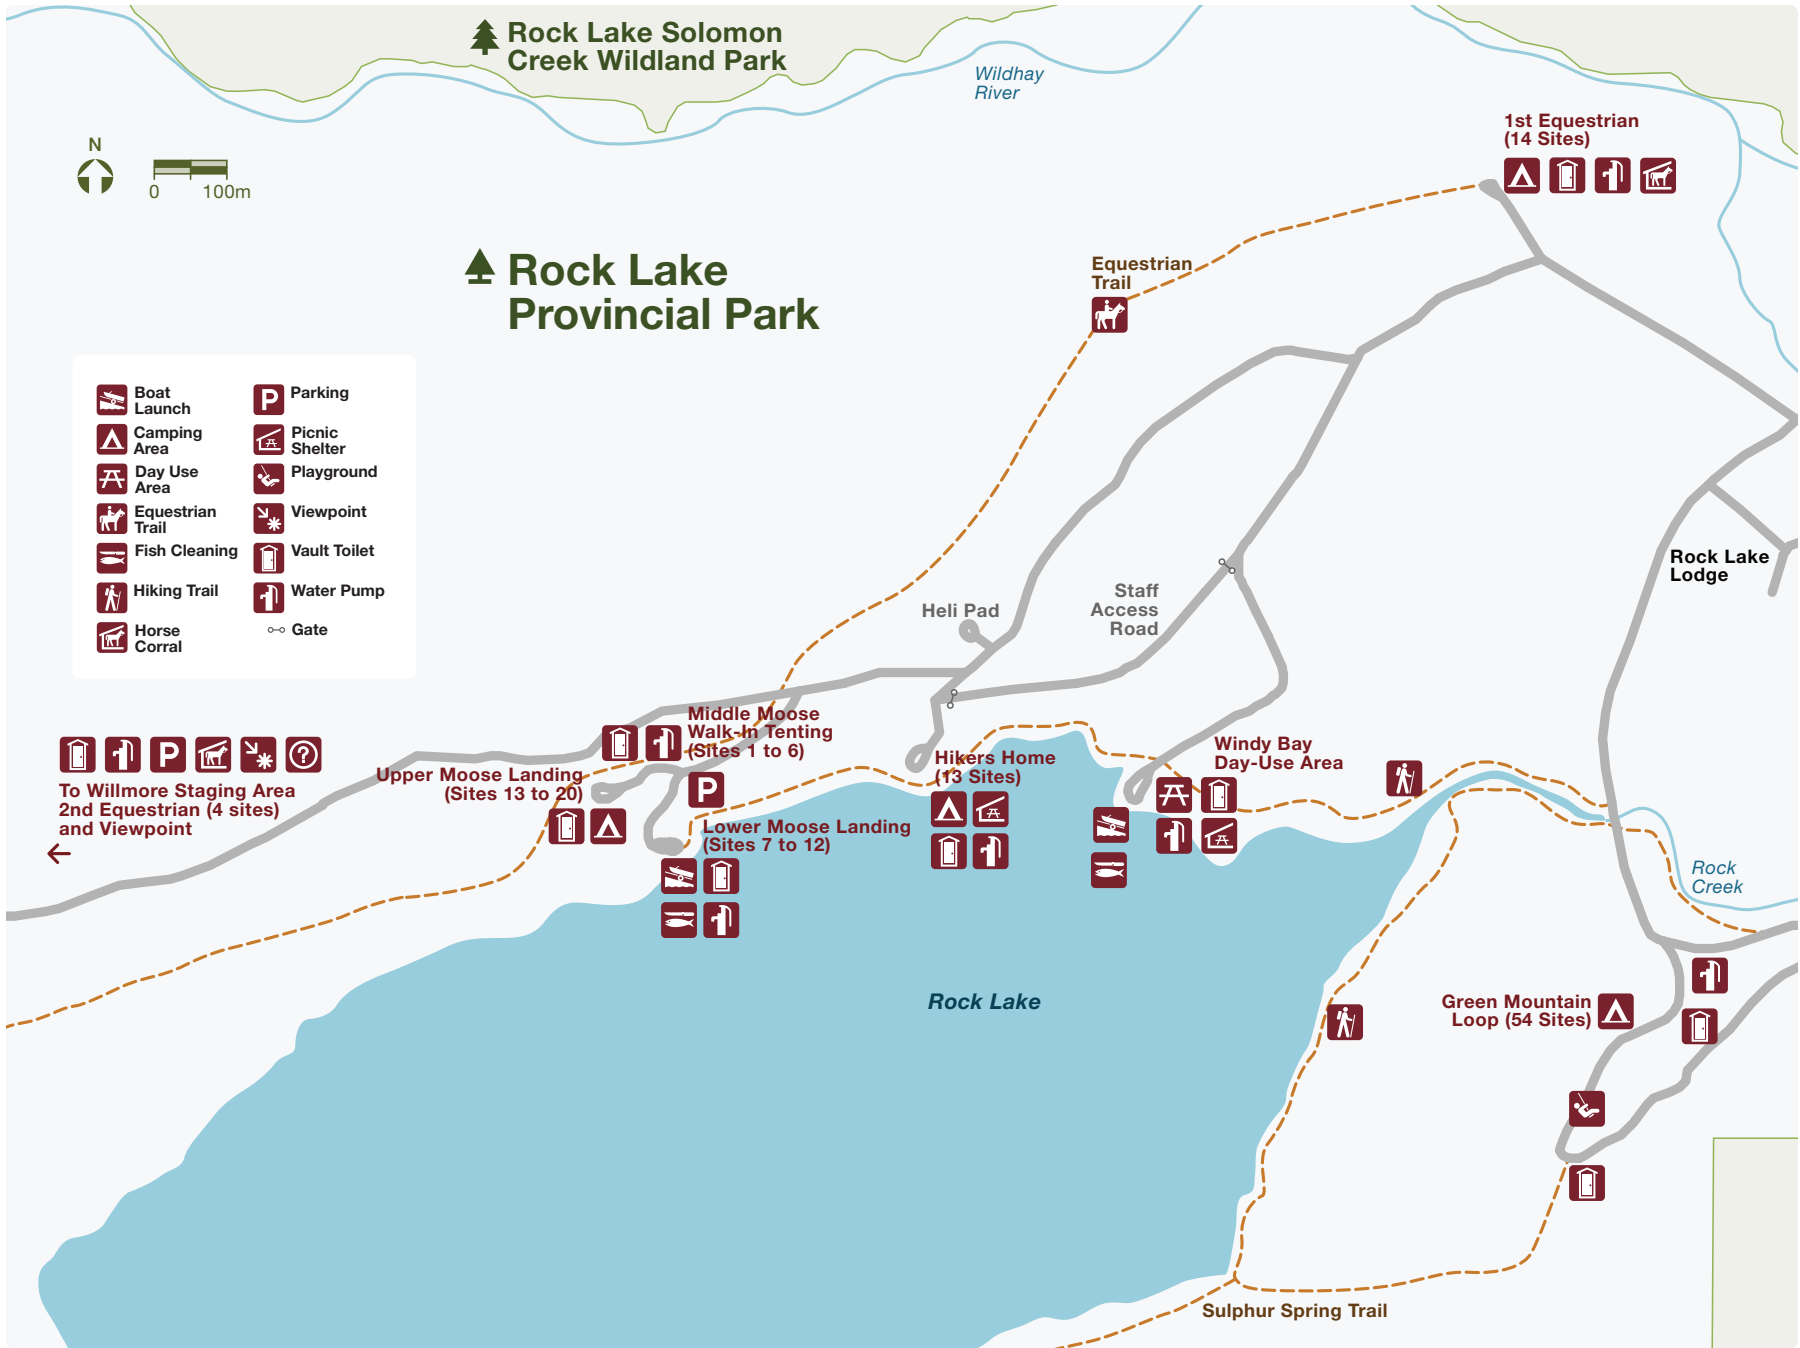 Rock Lake Solomon
Creek Wildland Park
Wildhay
River
1st Equestrian
(14 Sites)
N
0 100m
Rock Lake
Provincial Park
Equestrian
Trail
Boat
Launch
Camping
Area
Day Use
Area
Equestrian
Trail
Fish Cleaning
Hiking Trail
Horse
Corral
P
Parking
Picnic
Shelter
Playground
Viewpoint
Vault Toilet
Water Pump
Gate
Rock Lake
Lodge
Staff
Access
Road
Heli Pad
P
?
To Willmore Staging Area
2nd Equestrian (4 sites)
and Viewpoint
Middle Moose
Walk-In Tenting
(Sites 1 to 6)
Upper Moose Landing
(Sites 13 to 20)
P
Lower Moose Landing
(Sites 7 to 12)
Hikers Home
(13 Sites)
Windy Bay
Day-Use Area
Rock
Creek
Rock Lake
Green Mountain
Loop (54 Sites)
Sulphur Spring Trail